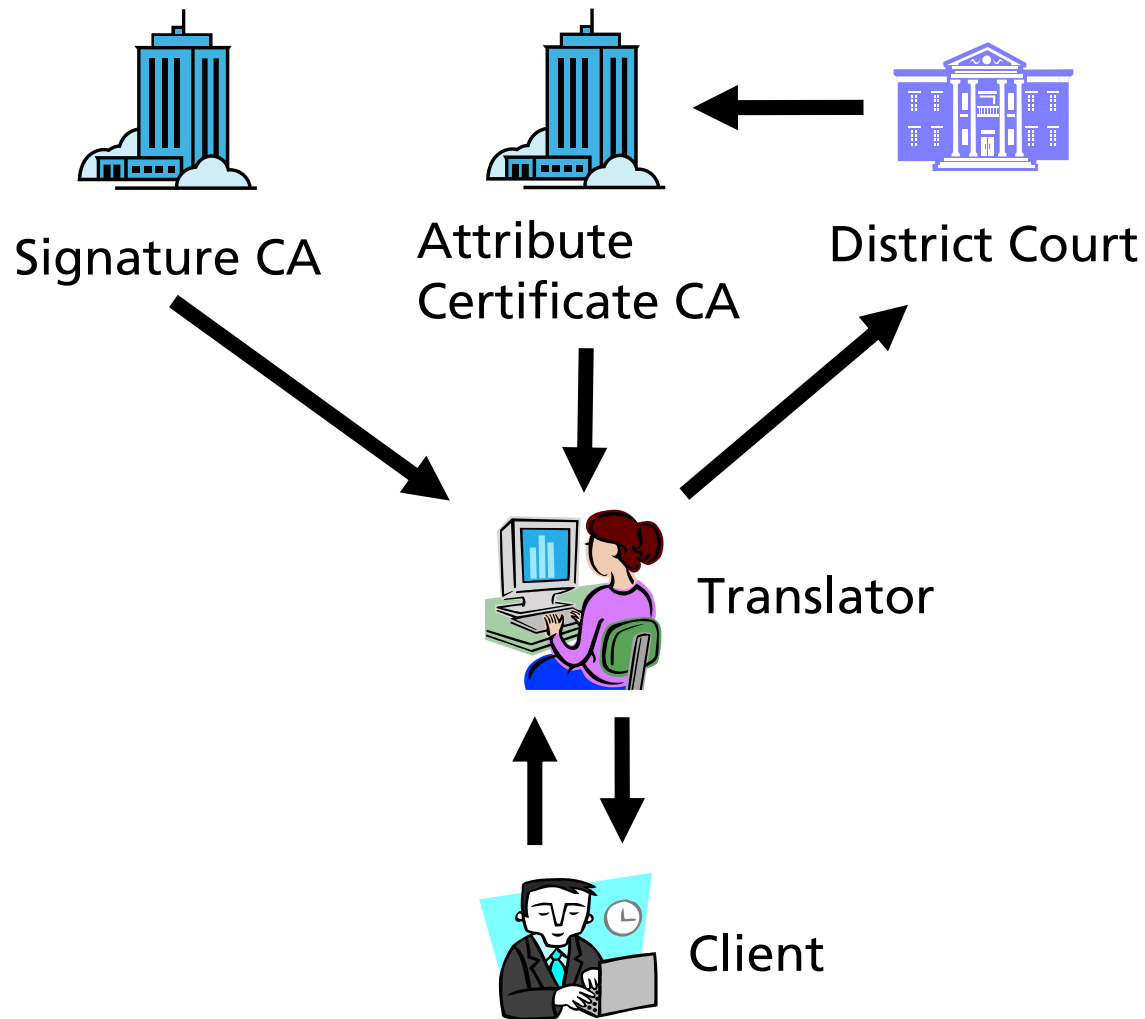 Signature CA
Attribute
Certificate CA
District Court
Translator
Client